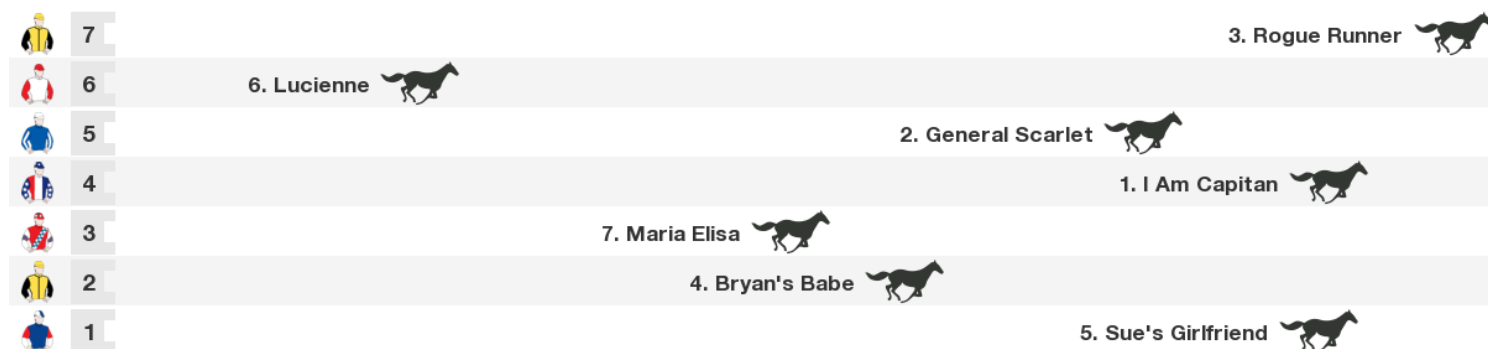 7 3. Rogue Runner
6 6. Lucienne
5 2. General Scarlet
4 1. I Am Capitan
3 7. Maria Elisa
2 4. Bryan's Babe
1 5. Sue's Girlfriend